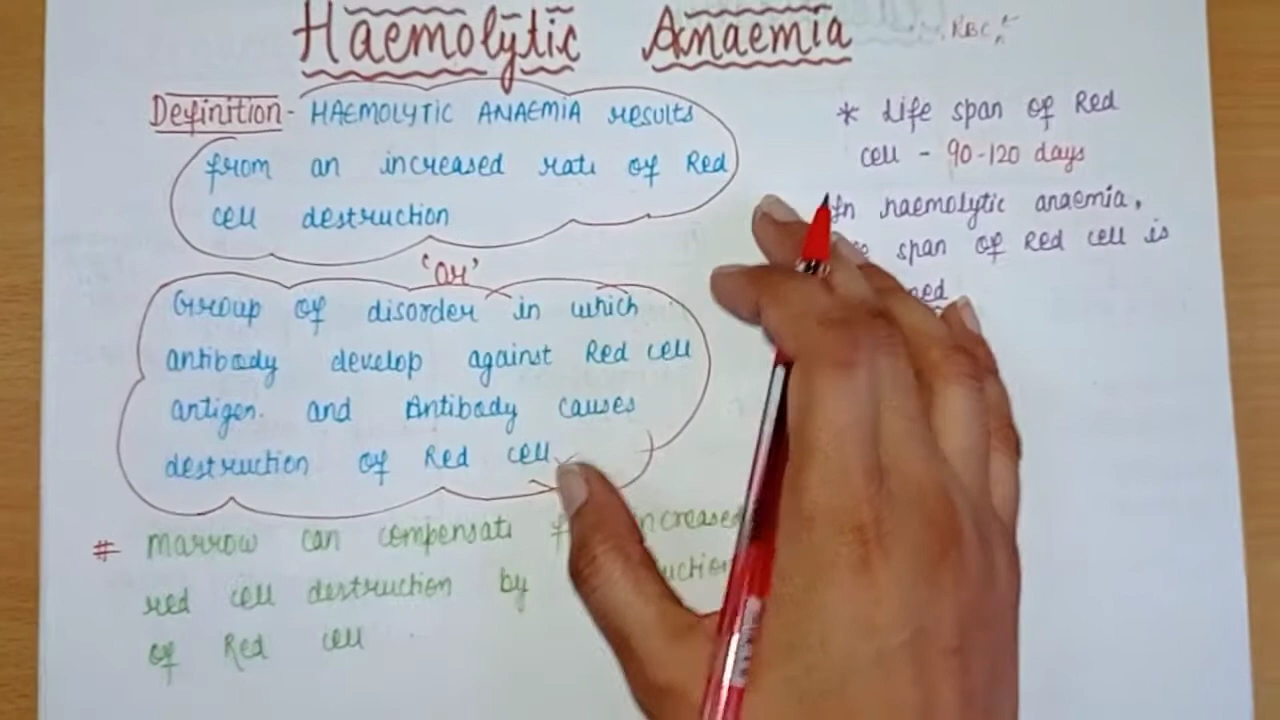 Haemolytic Anaemia
RBC
Definition - HAEMOLYTIC ANAEMIA results
from an increased rate of Red
cell destruction
'or'
Group of disorder in which
antibody develop against Red cell
antigen. and Antibody causes
destruction of Red cell
# marrow can compensate increased
red cell destruction by
of Red cell
* Life span of Red
cell - 90-120 days
In haemolytic anaemia,
span of Red cell is